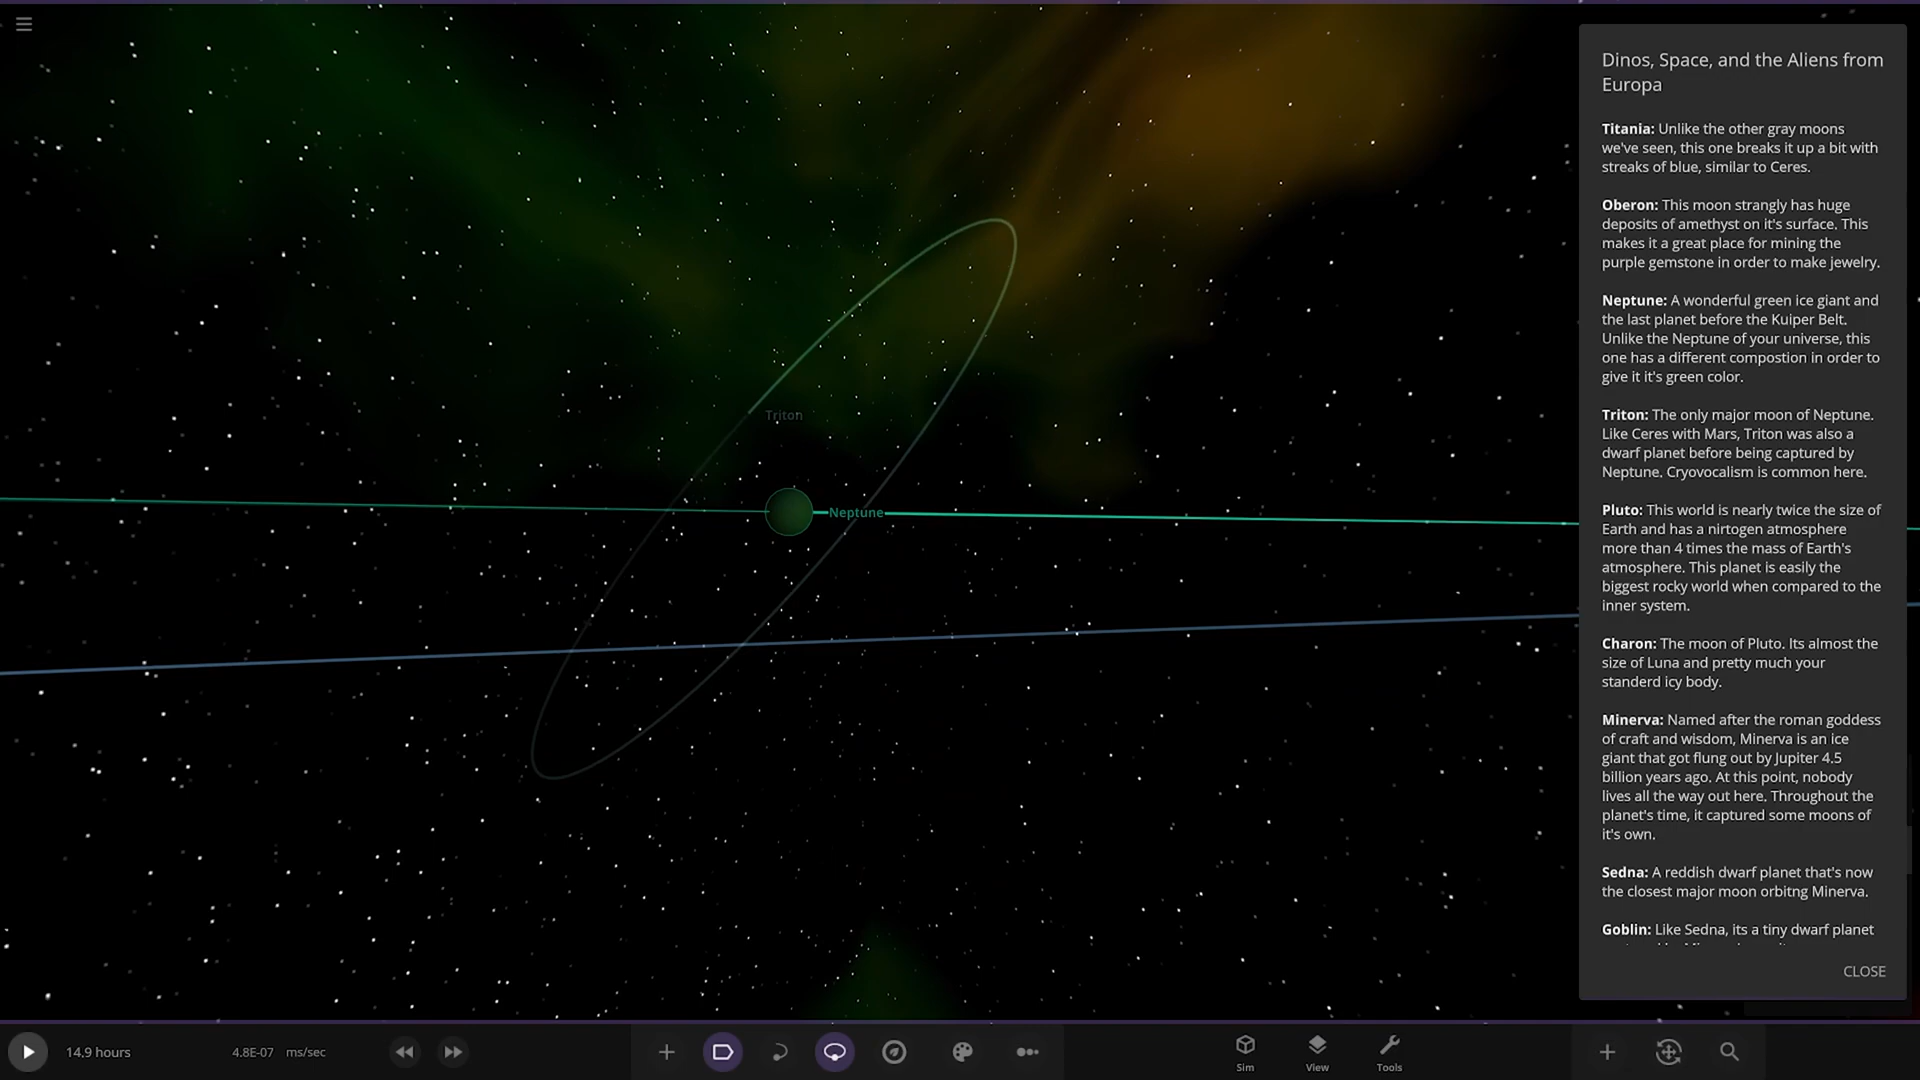 Dinos, Space, and the Aliens from
Europa
Titania: Unlike the other gray moons
we've seen, this one breaks it up a bit with
streaks of blue, similar to Ceres.
Oberon: This moon strangly has huge
deposits of amethyst on it's surface. This
makes it a great place for mining the
purple gemstone in order to make jewelry.
Neptune: A wonderful green ice giant and
the last planet before the Kuiper Belt.
Unlike the Neptune of your universe, this
one has a different compostion in order to
give it it's green color.
Triton: The only major moon of Neptune.
Like Ceres with Mars, Triton was also a
dwarf planet before being captured by
Neptune. Cryovocalism is common here.
Pluto: This world is nearly twice the size of
Earth and has a nirtogen atmosphere
more than 4 times the mass of Earth's
atmosphere. This planet is easily the
biggest rocky world when compared to the
inner system.
Charon: The moon of Pluto. Its almost the
size of Luna and pretty much your
standerd icy body.
Minerva: Named after the roman goddess
of craft and wisdom, Minerva is an ice
giant that got flung out by Jupiter 4.5
billion years ago. At this point, nobody
lives all the way out here. Throughout the
planet's time, it captured some moons of
it's own.
Sedna: A reddish dwarf planet that's now
the closest major moon orbitng Minerva.
Goblin: Like Sedna, its a tiny dwarf planet
CLOSE
Triton
Neptune
14.9 hours
4.8E-07 ms/sec
Sim
View
Tools